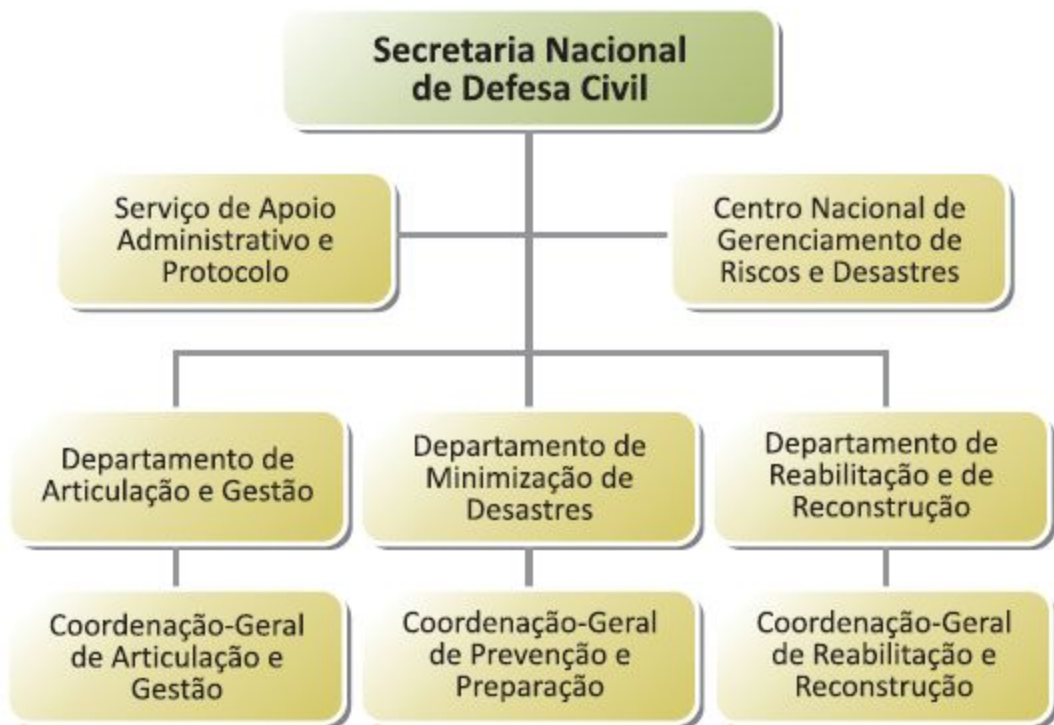 Secretaria Nacional
de Defesa Civil
Serviço de Apoio
Administrativo e
Protocolo
Centro Nacional de
Gerenciamento de
Riscos e Desastres
Departamento de
Articulação e Gestão
Departamento de
Minimização de
Desastres
Departamento de
Reabilitação e de
Reconstrução
Coordenação-Geral
de Articulação e
Gestão
Coordenação-Geral
de Prevenção e
Preparação
Coordenação-Geral
de Reabilitação e
Reconstrução